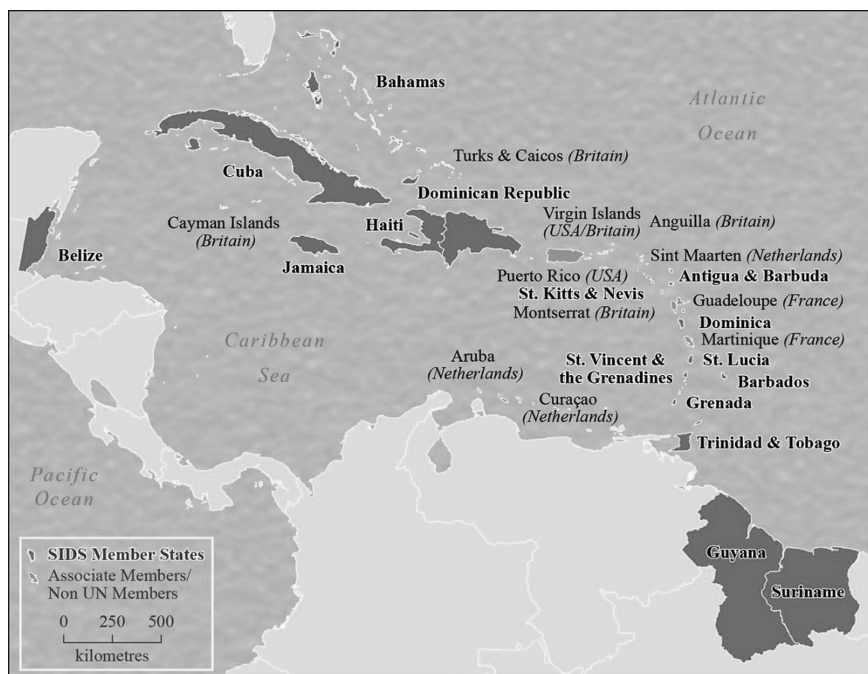 Atlantic
Ocean
Bahamas
Turks & Caicos (Britain)
Cuba
Dominican Republic
Cayman Islands
(Britain)
Haiti
Virgin Islands
(USA/Britain)
Anguilla (Britain)
Belize
Jamaica
Sint Maarten (Netherlands)
Puerto Rico (USA)
Antigua & Barbuda
St. Kitts & Nevis
Guadeloupe (France)
Montserrat (Britain)
Dominica
Martinique (France)
Caribbean
Sea
Aruba
(Netherlands)
St. Vincent &
the Grenadines
St. Lucia
Barbados
Curaçao
(Netherlands)
Grenada
Trinidad & Tobago
Pacific
Ocean
Guyana
Suriname
SIDS Member States
Associate Members/
Non UN Members
0 250 500
kilometres